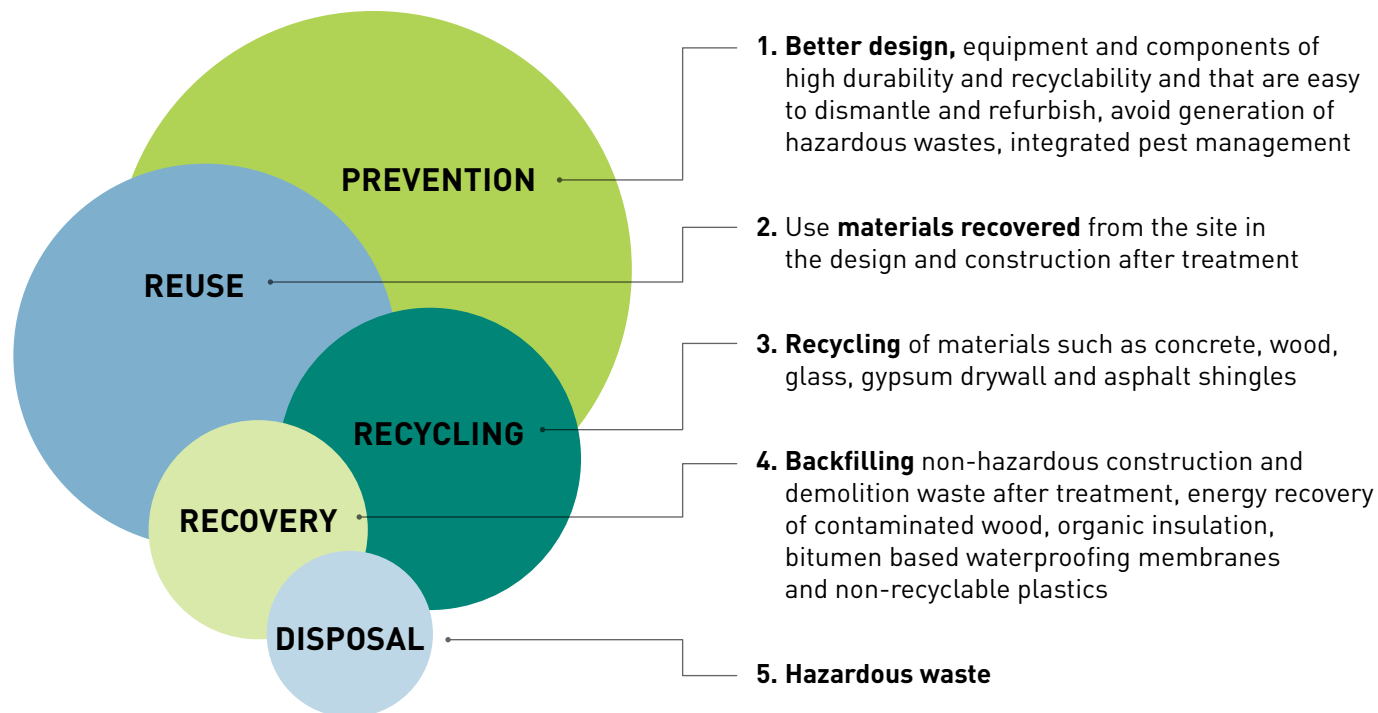 PREVENTION
REUSE
RECYCLING
RECOVERY
DISPOSAL
1. Better design, equipment and components of
high durability and recyclability and that are easy
to dismantle and refurbish, avoid generation of
hazardous wastes, integrated pest management
2. Use materials recovered from the site in
the design and construction after treatment
3. Recycling of materials such as concrete, wood,
glass, gypsum drywall and asphalt shingles
4. Backfilling non-hazardous construction and
demolition waste after treatment, energy recovery
of contaminated wood, organic insulation,
bitumen based waterproofing membranes
and non-recyclable plastics
5. Hazardous waste